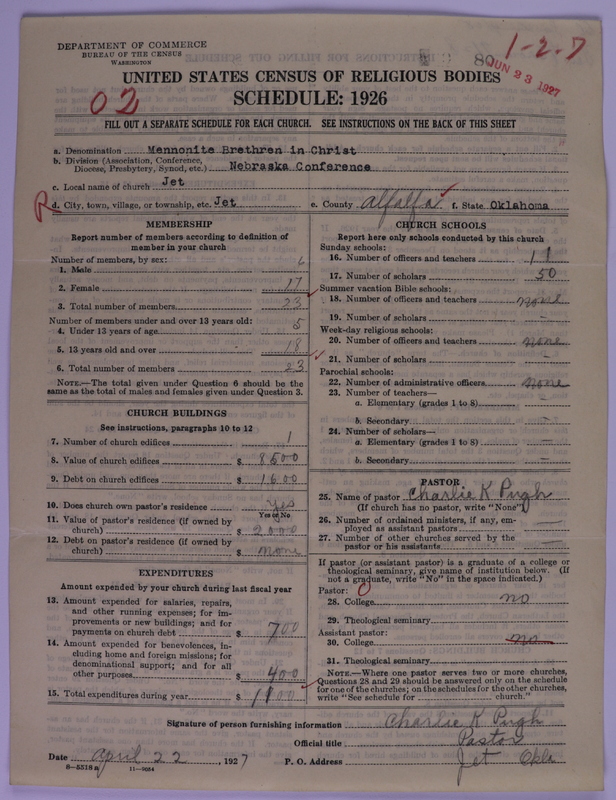 DEPARTMENT OF COMMERCE
BUREAU OF THE CENSUS
WASHINGTON
80
1-2-7
JUN 23 1927
UNITED STATES CENSUS OF RELIGIOUS BODIES
02
SCHEDULE: 1926
FILL OUT A SEPARATE SCHEDULE FOR EACH CHURCH. SEE INSTRUCTIONS ON THE BACK OF THIS SHEET
a. Denomination Mennonite Brethren in Christ
b. Division (Association, Conference, Diocese, Presbytery, Synod, etc.) Nebraska Conference
c. Local name of church Jet
R d. City, town, village, or township, etc. Jet e. County alfalfa f. State Oklahoma
MEMBERSHIP
Report number of members according to definition of
member in your church
Number of members, by sex:
1. Male 6
2. Female 17
3. Total number of members 23
Number of members under and over 13 years old:
4. Under 13 years of age 5
5. 13 years old and over 18
6. Total number of members 23
NOTE.—The total given under Question 6 should be the
same as the total of males and females given under Question 3.
CHURCH BUILDINGS
See instructions, paragraphs 10 to 12
7. Number of church edifices 1
8. Value of church edifices $ 8500
9. Debt on church edifices $ 1600
10. Does church own pastor's residence yes
Yes or No
11. Value of pastor's residence (if owned by
church) $ 2000
12. Debt on pastor's residence (if owned by
church) $ none
EXPENDITURES
Amount expended by your church during last fiscal year
13. Amount expended for salaries, repairs,
and other running expenses; for im-
provements or new buildings; and for
payments on church debt $ 700
14. Amount expended for benevolences, in-
cluding home and foreign missions; for
denominational support; and for all
other purposes $ 400
15. Total expenditures during year $ 1100
CHURCH SCHOOLS
Report here only schools conducted by this church
Sunday schools:
16. Number of officers and teachers 11
17. Number of scholars 50
Summer vacation Bible schools:
18. Number of officers and teachers none
19. Number of scholars —
Week-day religious schools:
20. Number of officers and teachers none
21. Number of scholars —
Parochial schools:
22. Number of administrative officers none
23. Number of teachers—
a. Elementary (grades 1 to 8) —
b. Secondary —
24. Number of scholars—
a. Elementary (grades 1 to 8) —
b. Secondary —
PASTOR
25. Name of pastor Charlie K Pugh
(If church has no pastor, write "None")
26. Number of ordained ministers, if any, em-
ployed as assistant pastors —
27. Number of other churches served by the
pastor or his assistants —
If pastor (or assistant pastor) is a graduate of a college or
theological seminary, give name of institution below. (If
not a graduate, write "No" in the space indicated.)
Pastor: 0
28. College no
29. Theological seminary
Assistant pastor:
30. College no
31. Theological seminary
NOTE.—Where one pastor serves two or more churches,
Questions 28 and 29 should be answered only on the schedule
for one of the churches; on the schedules for the other churches,
write "See schedule for church."
Signature of person furnishing information Charlie K Pugh
Official title Pastor
Date april 22, 1927 P. O. Address Jet Okla
8-5518a 11-9054